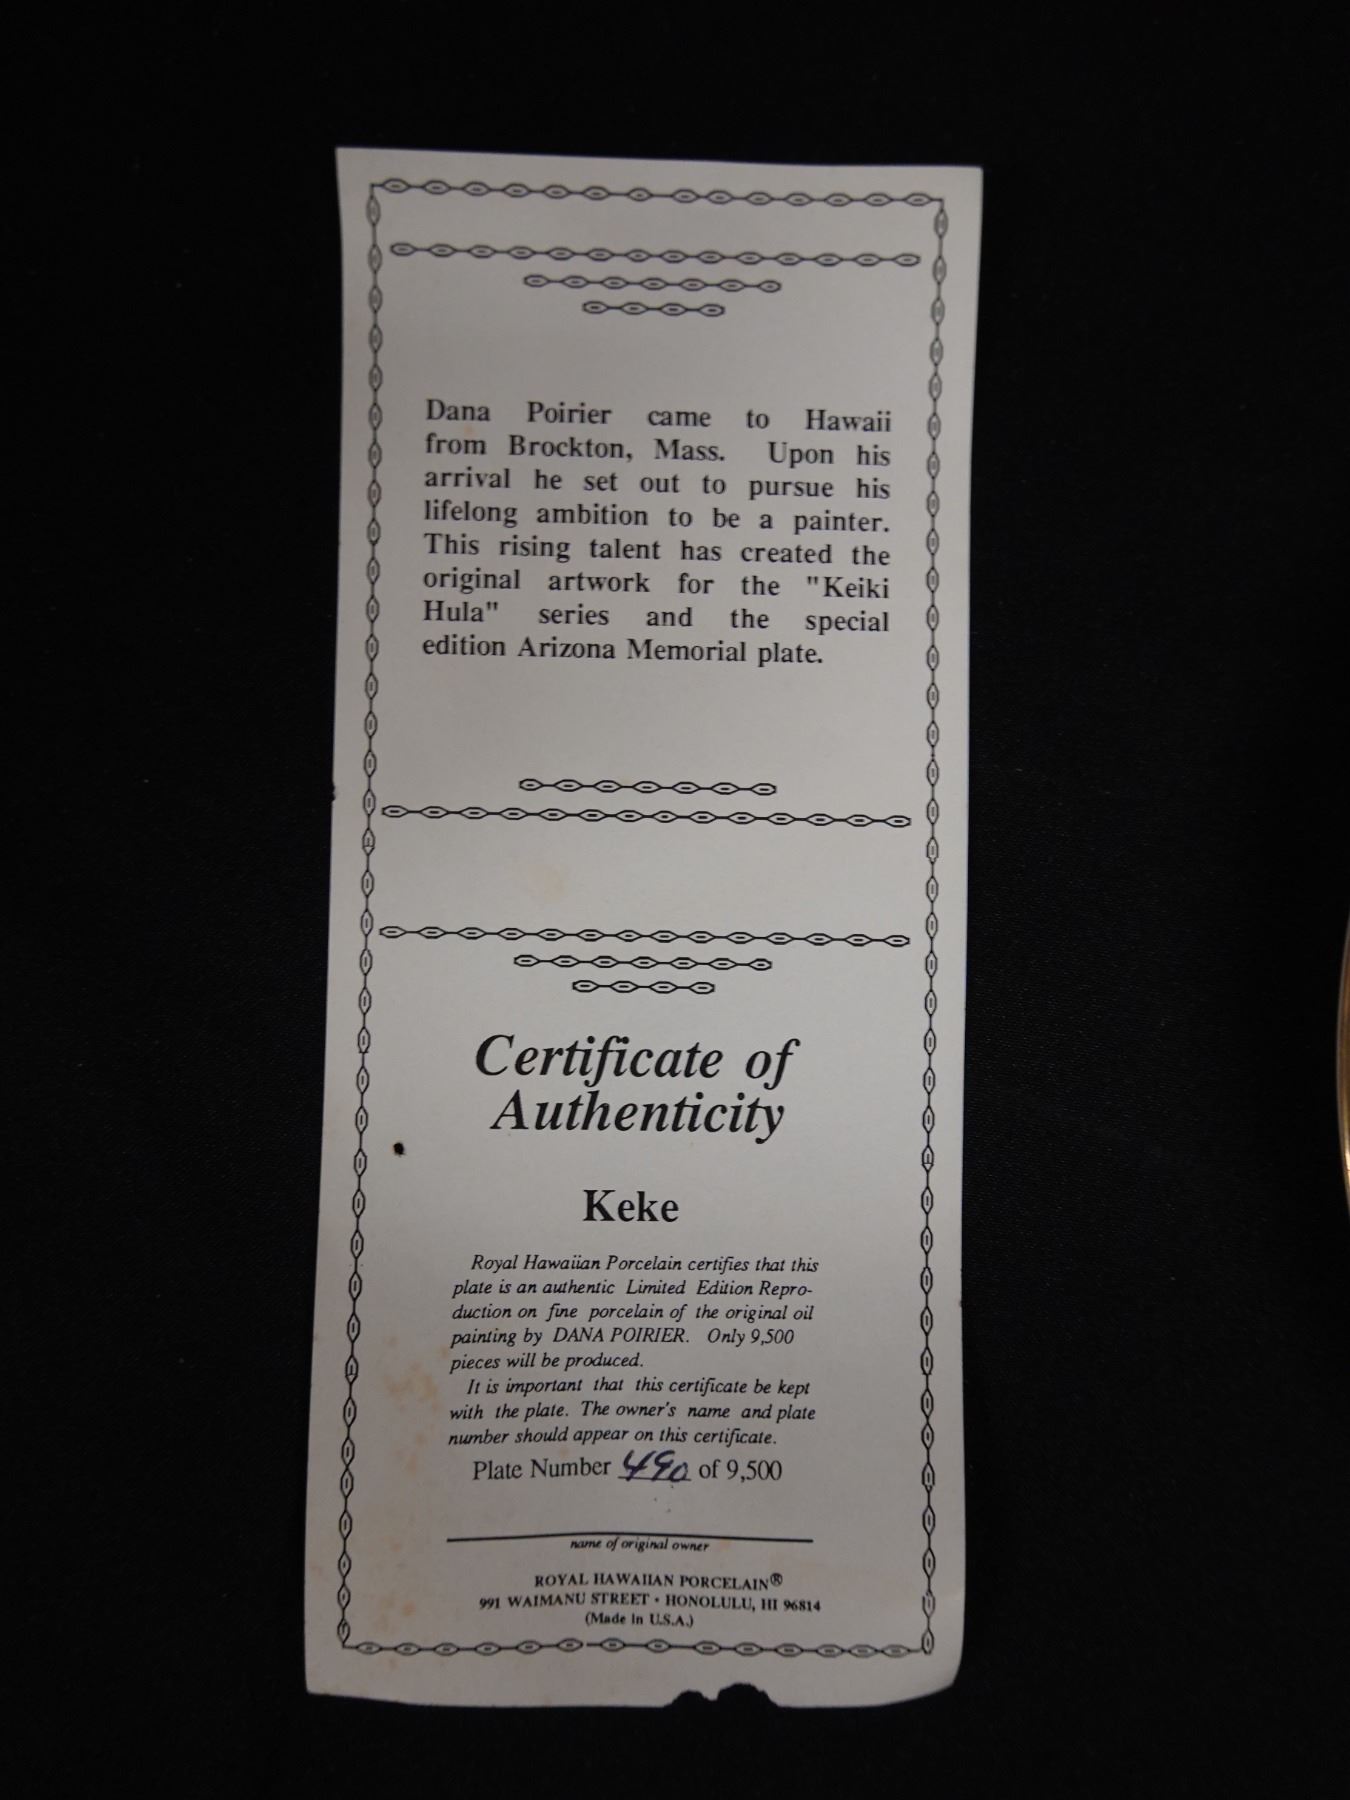 Dana Poirier came to Hawaii
from Brockton, Mass. Upon his
arrival he set out to pursue his
lifelong ambition to be a painter.
This rising talent has created the
original artwork for the "Keiki
Hula" series and the special
edition Arizona Memorial plate.
Certificate of
Authenticity
Keke
Royal Hawaiian Porcelain certifies that this
plate is an authentic Limited Edition Repro-
duction on fine porcelain of the original oil
painting by DANA POIRIER. Only 9,500
pieces will be produced.
It is important that this certificate be kept
with the plate. The owner's name and plate
number should appear on this certificate.
Plate Number 490 of 9,500
name of original owner
ROYAL HAWAIIAN PORCELAIN®
991 WAIMANU STREET • HONOLULU, HI 96814
(Made in U.S.A.)